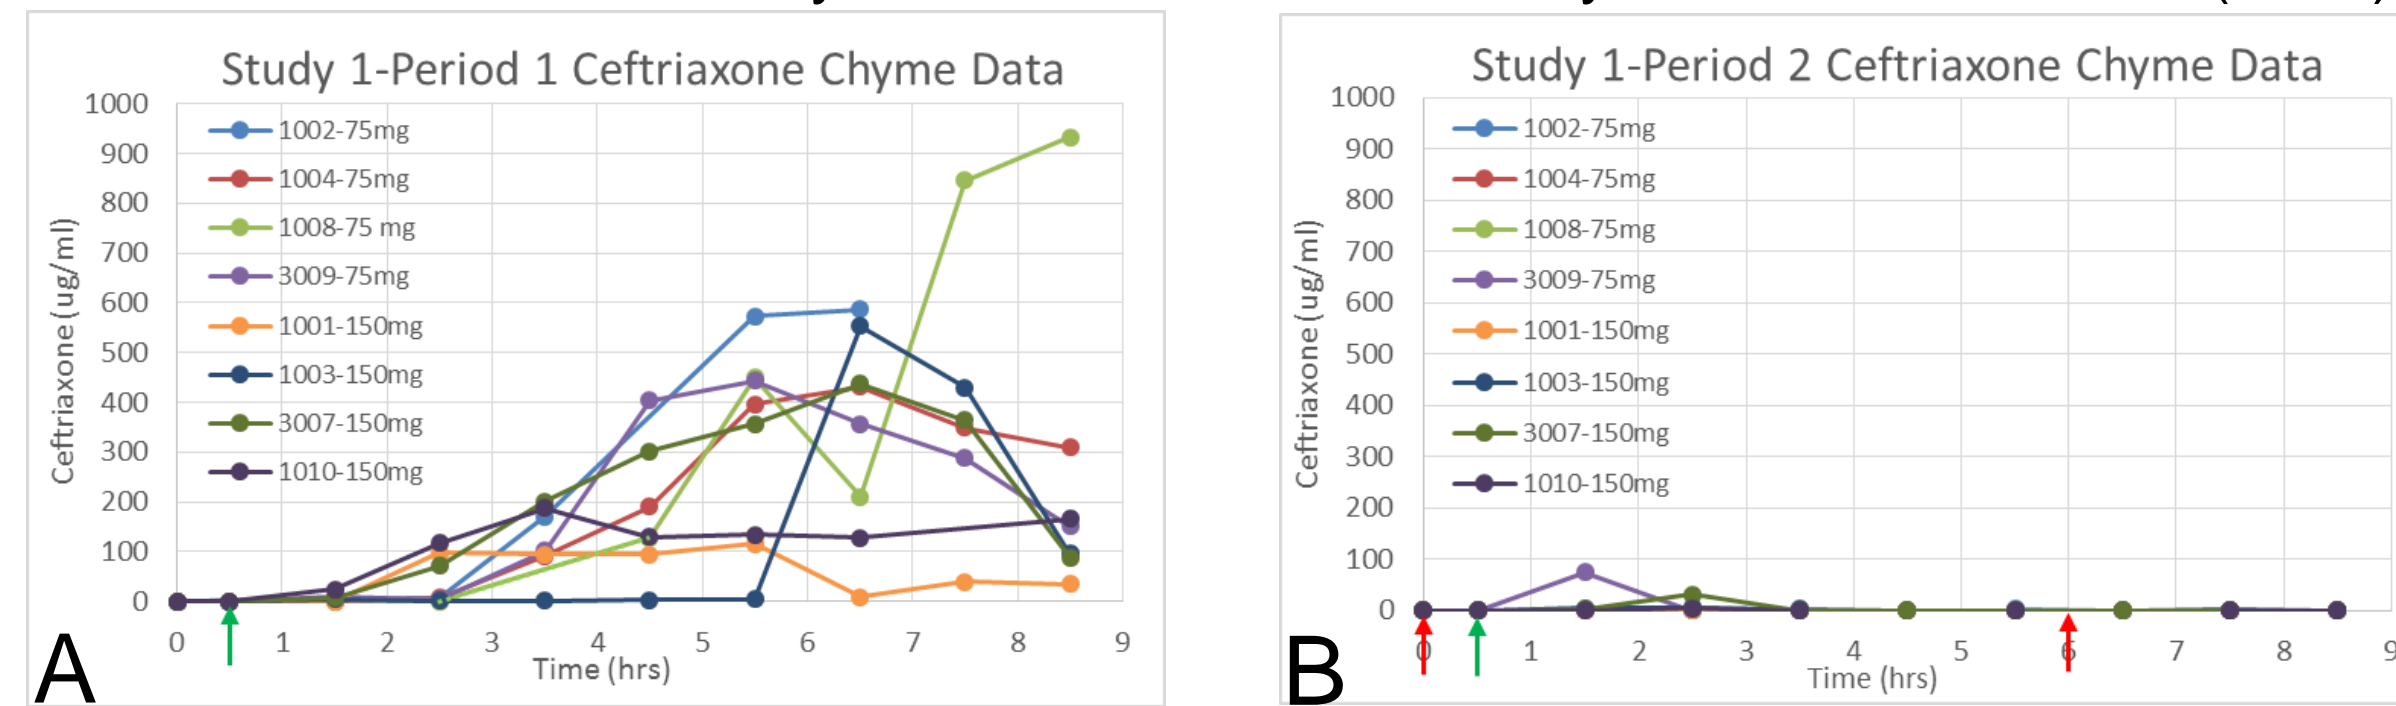 Study 1-Period 1 Ceftriaxone Chyme Data
1000
900
800
700
600
500
400
300
200
100
0
Ceftriaxone (ug/ml)
1002-75mg
1004-75mg
1008-75 mg
3009-75mg
1001-150mg
1003-150mg
3007-150mg
1010-150mg
0 1 2 3 4 5 6 7 8 9
Time (hrs)
A
Study 1-Period 2 Ceftriaxone Chyme Data
1000
900
800
700
600
500
400
300
200
100
0
Ceftriaxone (ug/ml)
1002-75mg
1004-75mg
1008-75mg
3009-75mg
1001-150mg
1003-150mg
3007-150mg
1010-150mg
0 1 2 3 4 5 6 7 8 9
Time (hrs)
B